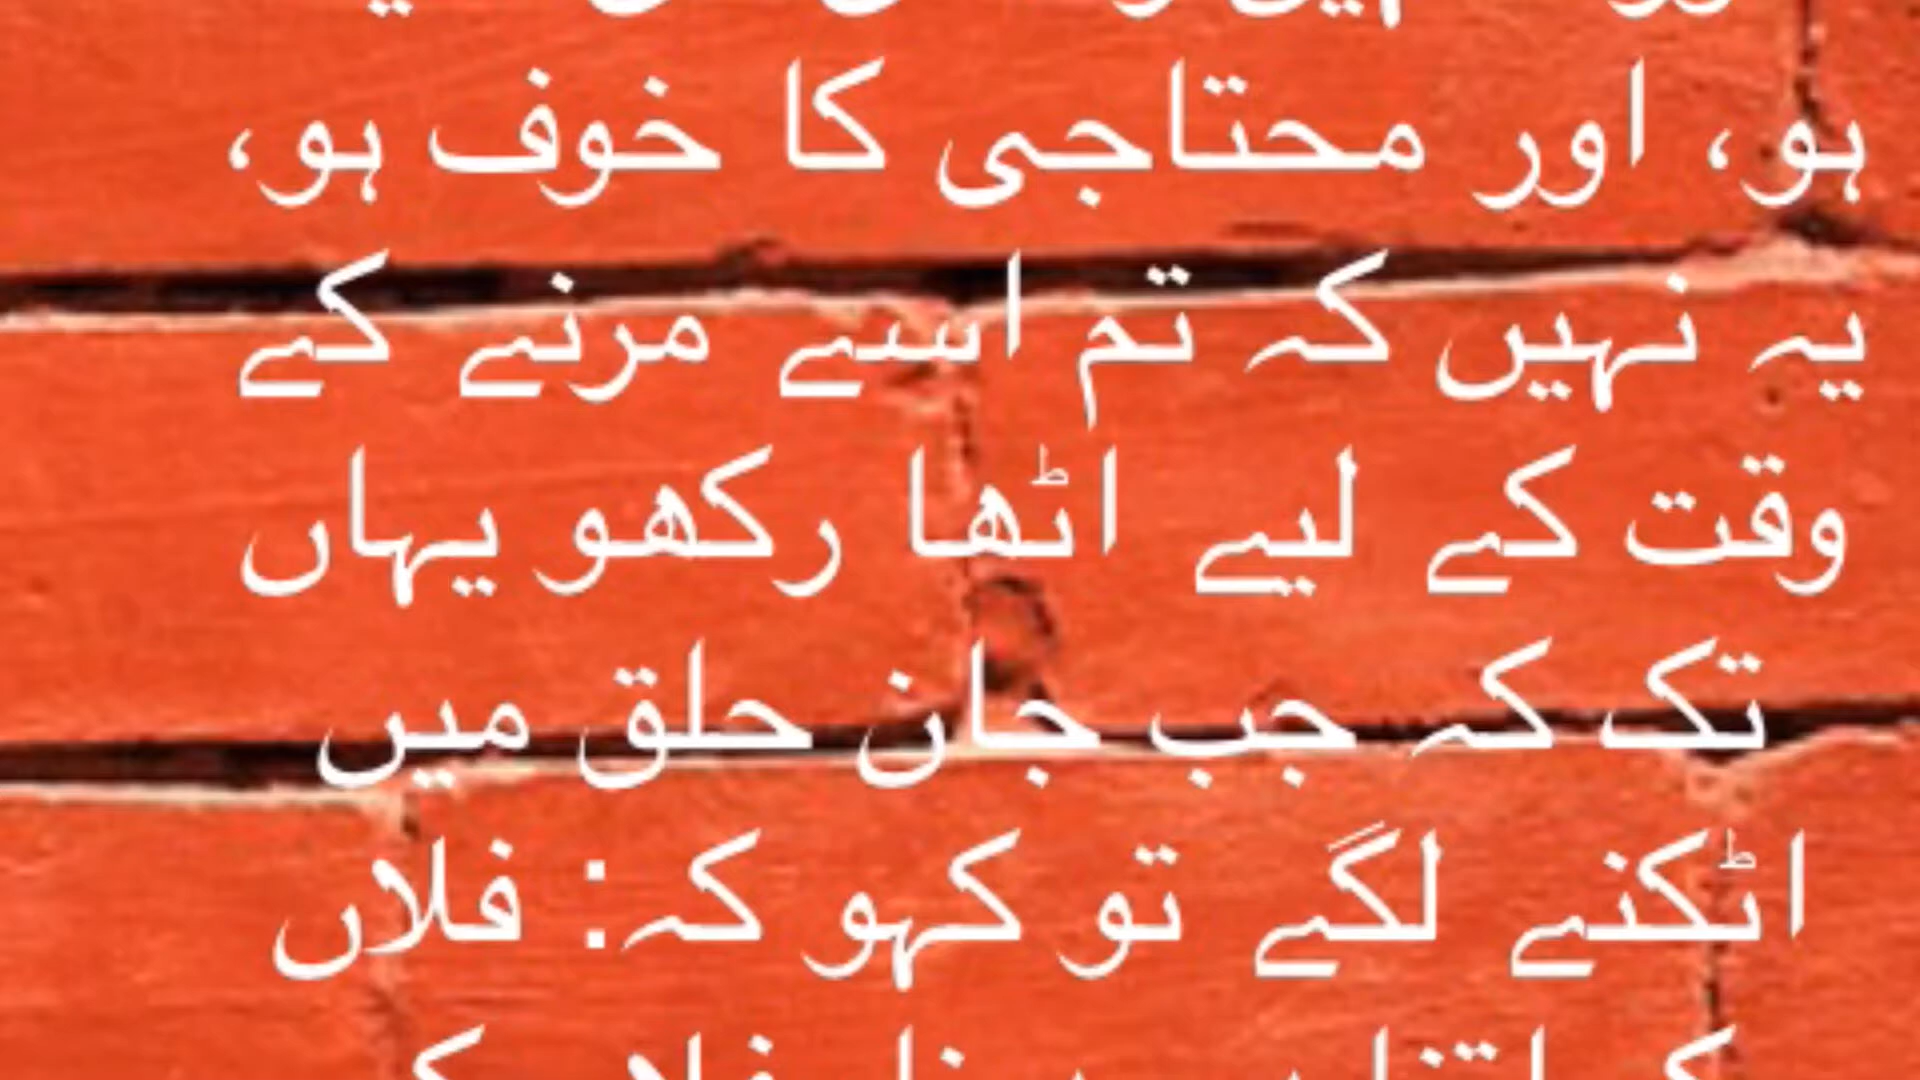 ہو، اور محتاجی کا خوف ہو،
یہ نہیں کہ تم اسے مرنے کے
وقت کے لیے اٹھا رکھو یہاں
تک کہ جب جان حلق میں
اٹکنے لگے تو کہو کہ: فلاں